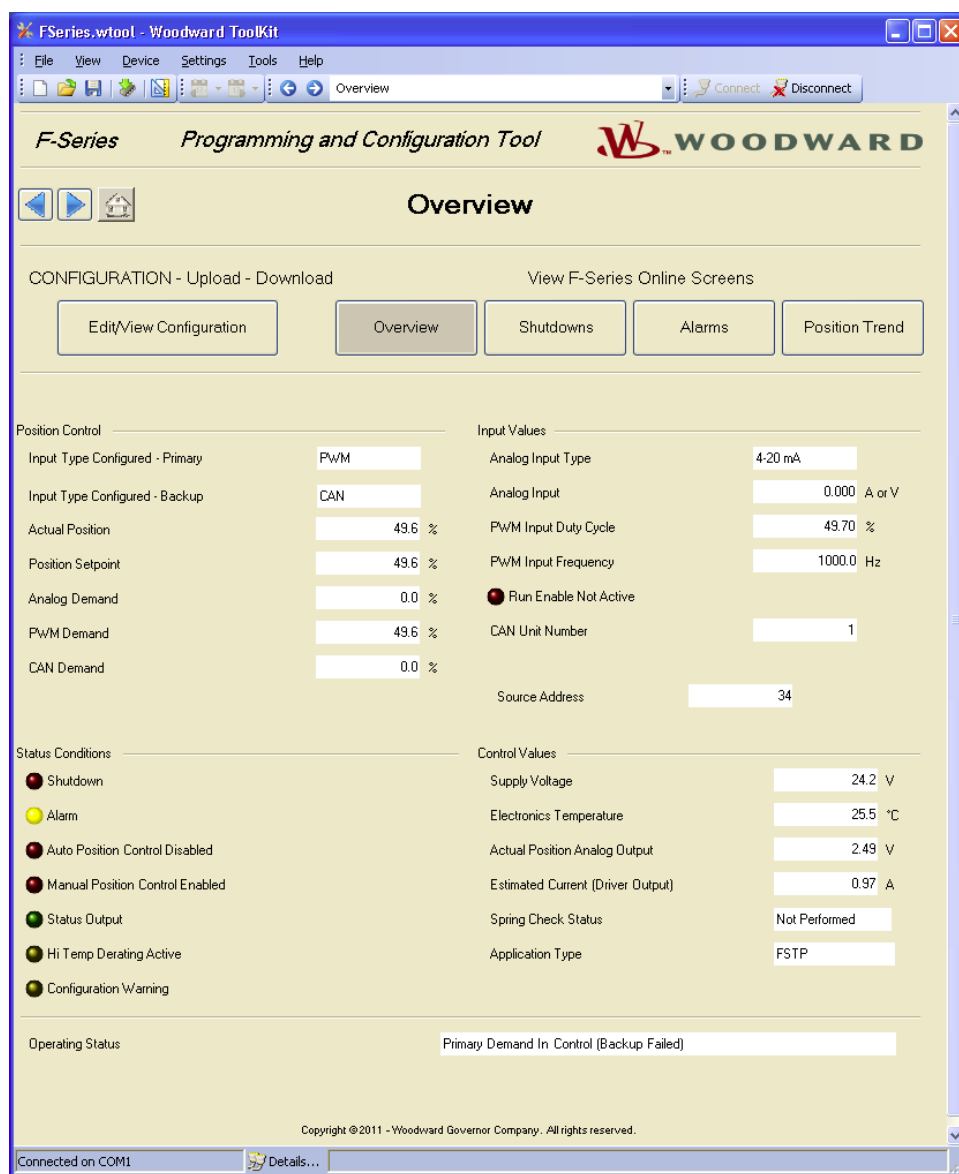 FSeries.wtool - Woodward ToolKit
File View Device Settings Tools Help
Overview Connect Disconnect
F-Series Programming and Configuration Tool WOODWARD
Overview
CONFIGURATION - Upload - Download View F-Series Online Screens
Edit/View Configuration Overview Shutdowns Alarms Position Trend
Position Control Input Values
Input Type Configured - Primary PWM Analog Input Type 4-20 mA
Input Type Configured - Backup CAN Analog Input 0.000 A or V
Actual Position 49.6 % PWM Input Duty Cycle 49.70 %
Position Setpoint 49.6 % PWM Input Frequency 1000.0 Hz
Analog Demand 0.0 % Run Enable Not Active
PWM Demand 49.6 % CAN Unit Number 1
CAN Demand 0.0 %
Source Address 34
Status Conditions Control Values
Shutdown Supply Voltage 24.2 V
Alarm Electronics Temperature 25.5 °C
Auto Position Control Disabled Actual Position Analog Output 2.49 V
Manual Position Control Enabled Estimated Current (Driver Output) 0.97 A
Status Output Spring Check Status Not Performed
Hi Temp Derating Active Application Type FSTP
Configuration Warning
Operating Status Primary Demand In Control (Backup Failed)
Copyright @ 2011 - Woodward Governor Company. All rights reserved.
Connected on COM1 Details...